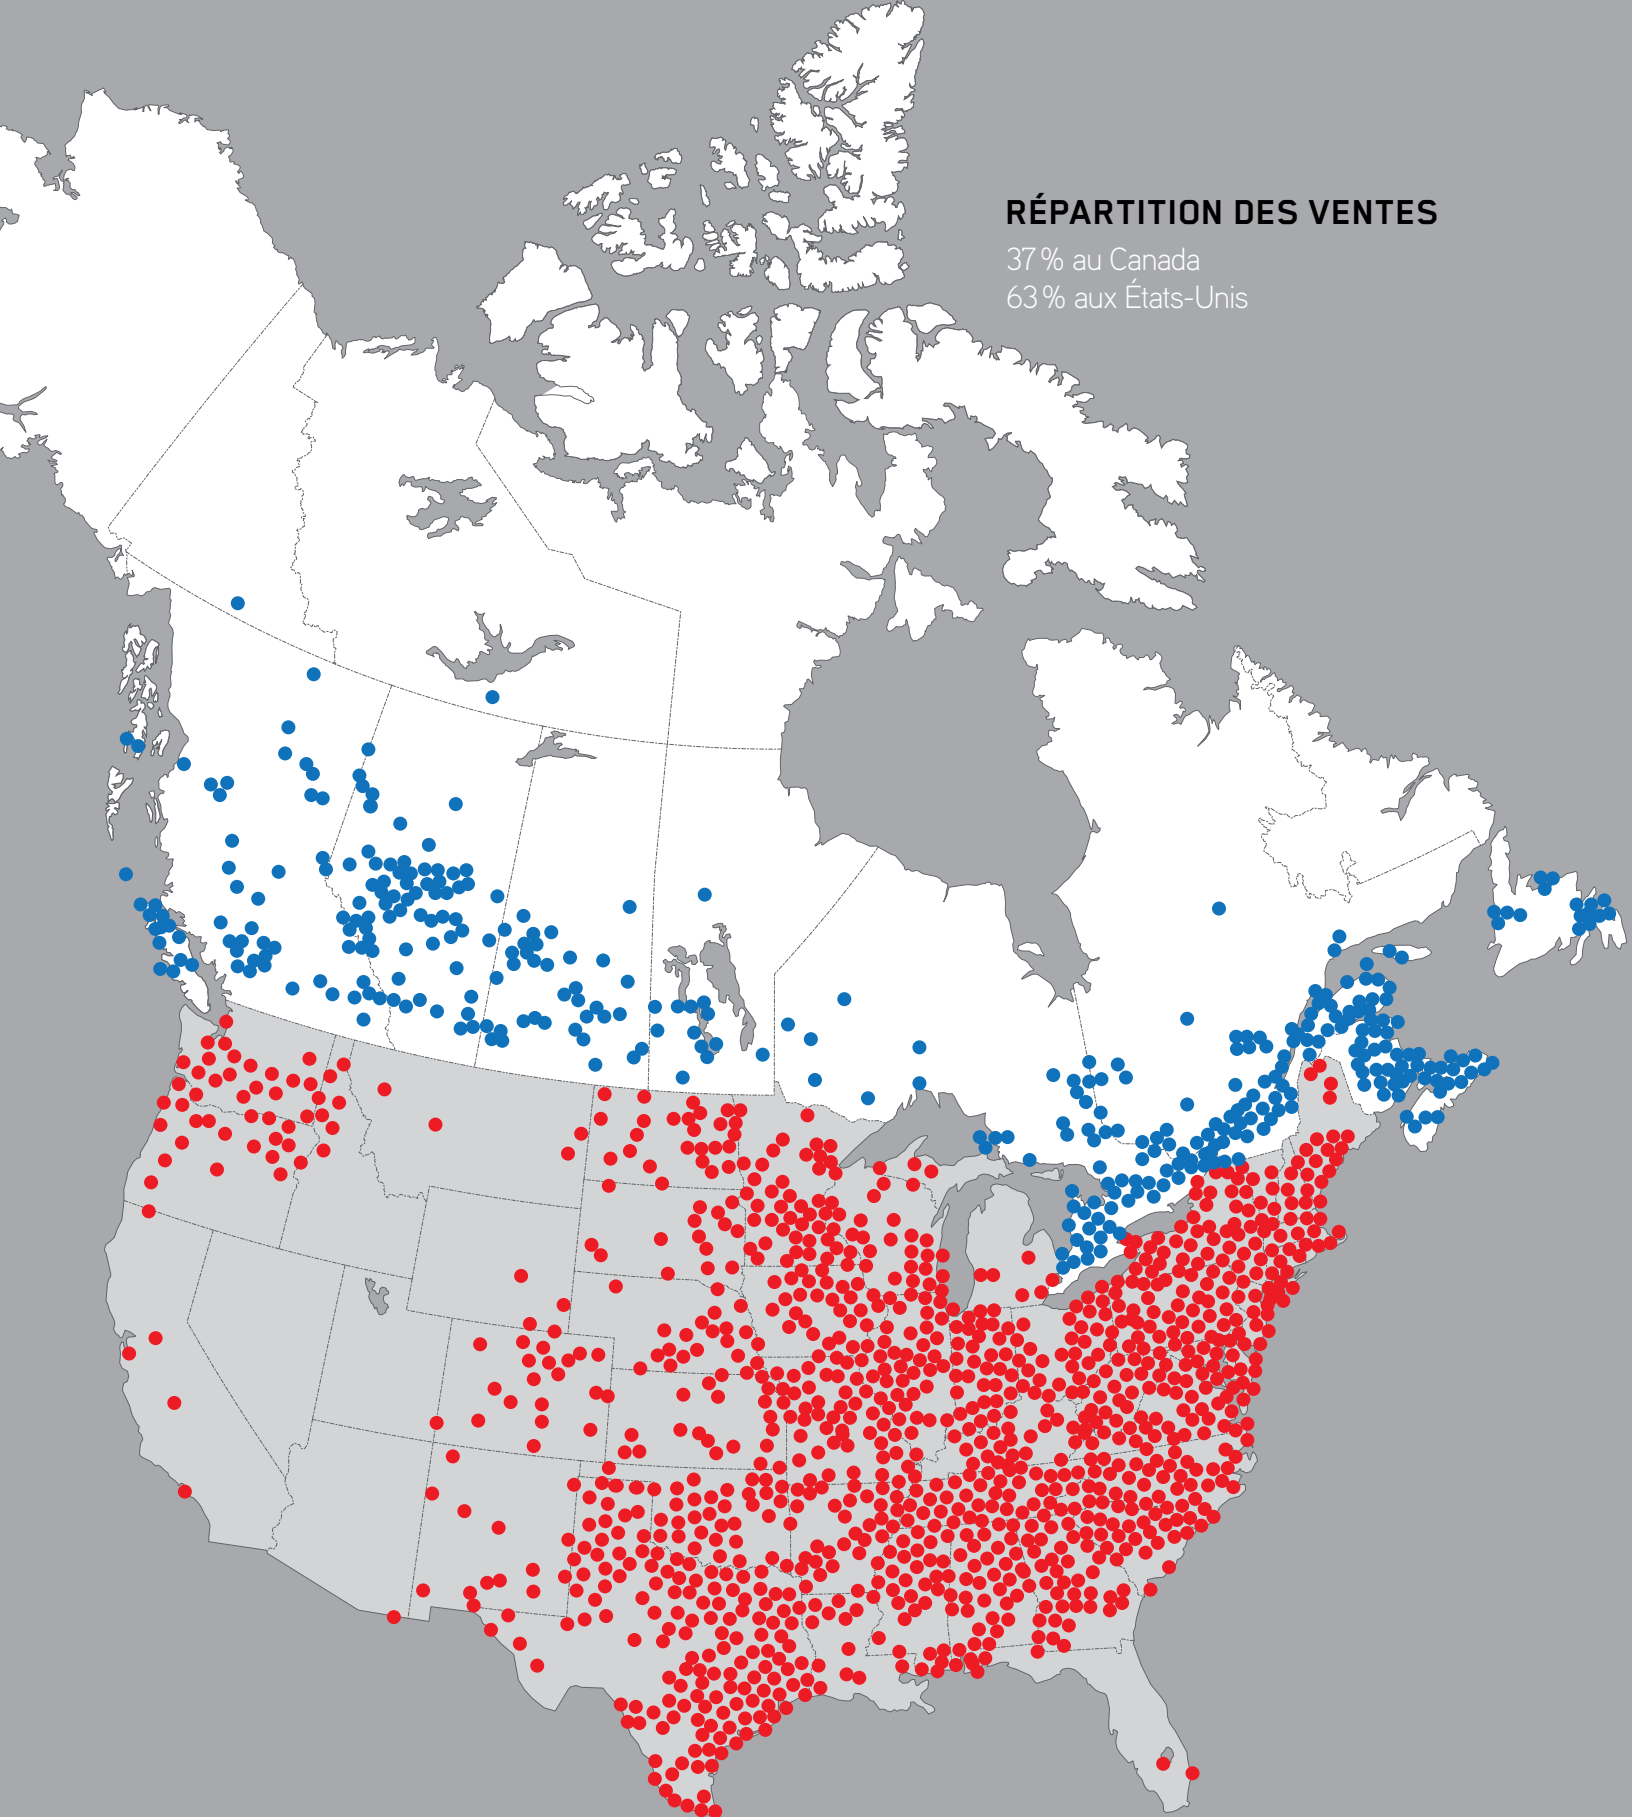 RÉPARTITION DES VENTES
37 % au Canada
63 % aux États-Unis